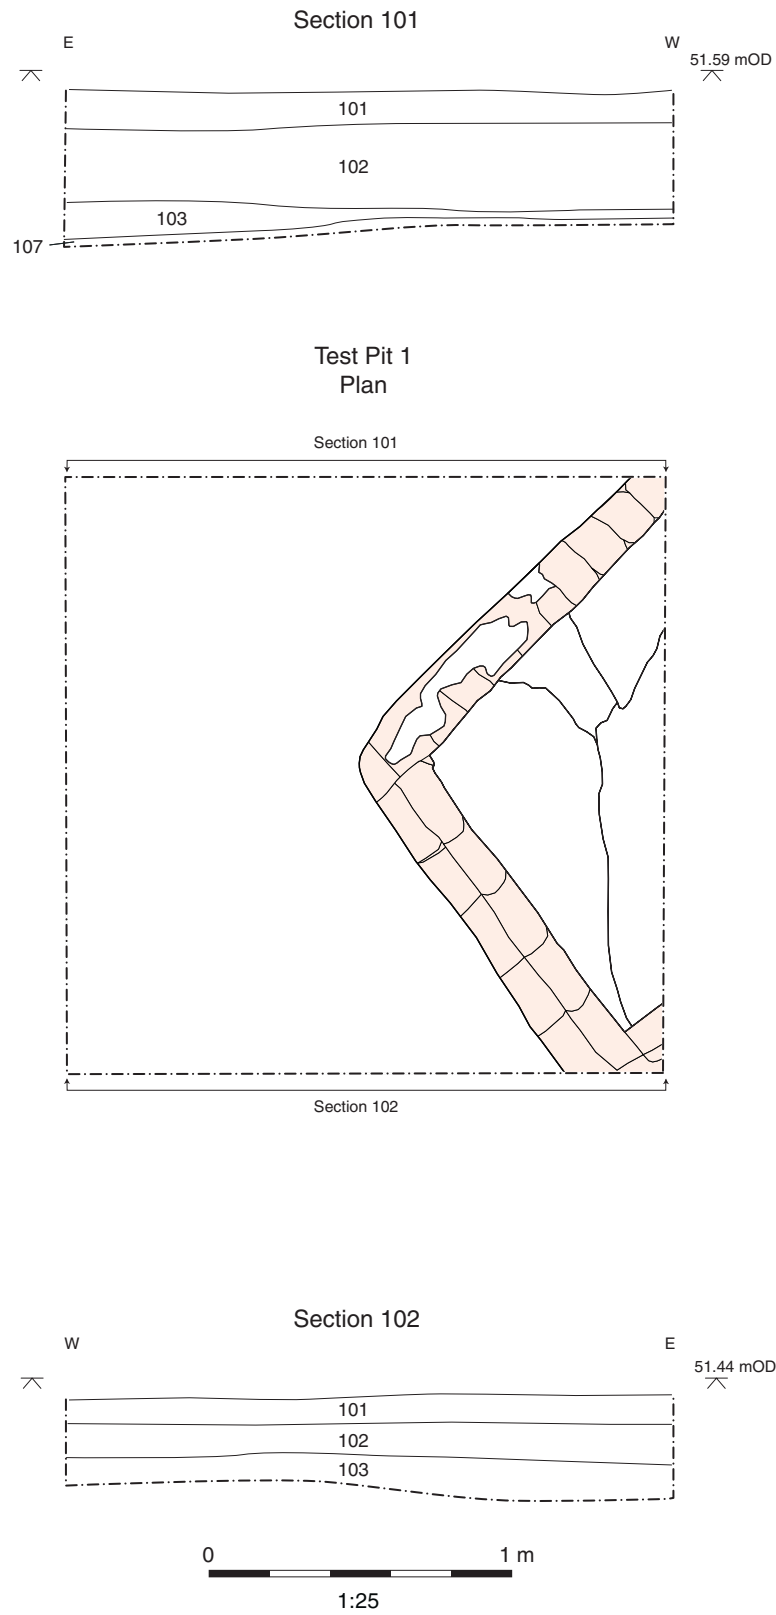 Section 101
E W
51.59 mOD
101
102
103
107
Test Pit 1
Plan
Section 101
Section 102
Section 102
W E
51.44 mOD
101
102
103
0 1 m
1:25